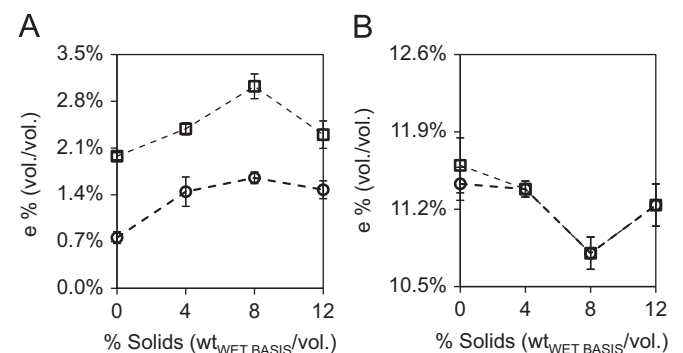 A
B
3.5%
2.8%
2.1%
1.4%
0.7%
0.0%
e % (vol./vol.)
0 4 8 12
% Solids (wtWET BASIS/vol.)
12.6%
11.9%
11.2%
10.5%
e % (vol./vol.)
0 4 8 12
% Solids (wtWET BASIS/vol.)